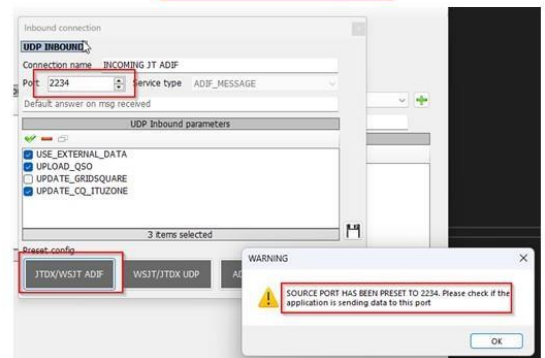 Inbound connection
UDP INBOUND
Connection name INCOMING JT ADIF
Port 2234 Service type ADIF_MESSAGE
Default answer on msg received
UDP Inbound parameters
USE_EXTERNAL_DATA
UPLOAD_QSO
UPDATE_GRIDSQUARE
UPDATE_CQ_ITUZONE
3 items selected
Preset config
JTDX/WSJT ADIF WSJT/JTDX UDP
WARNING
SOURCE PORT HAS BEEN PRESET TO 2234. Please check if the
application is sending data to this port
OK